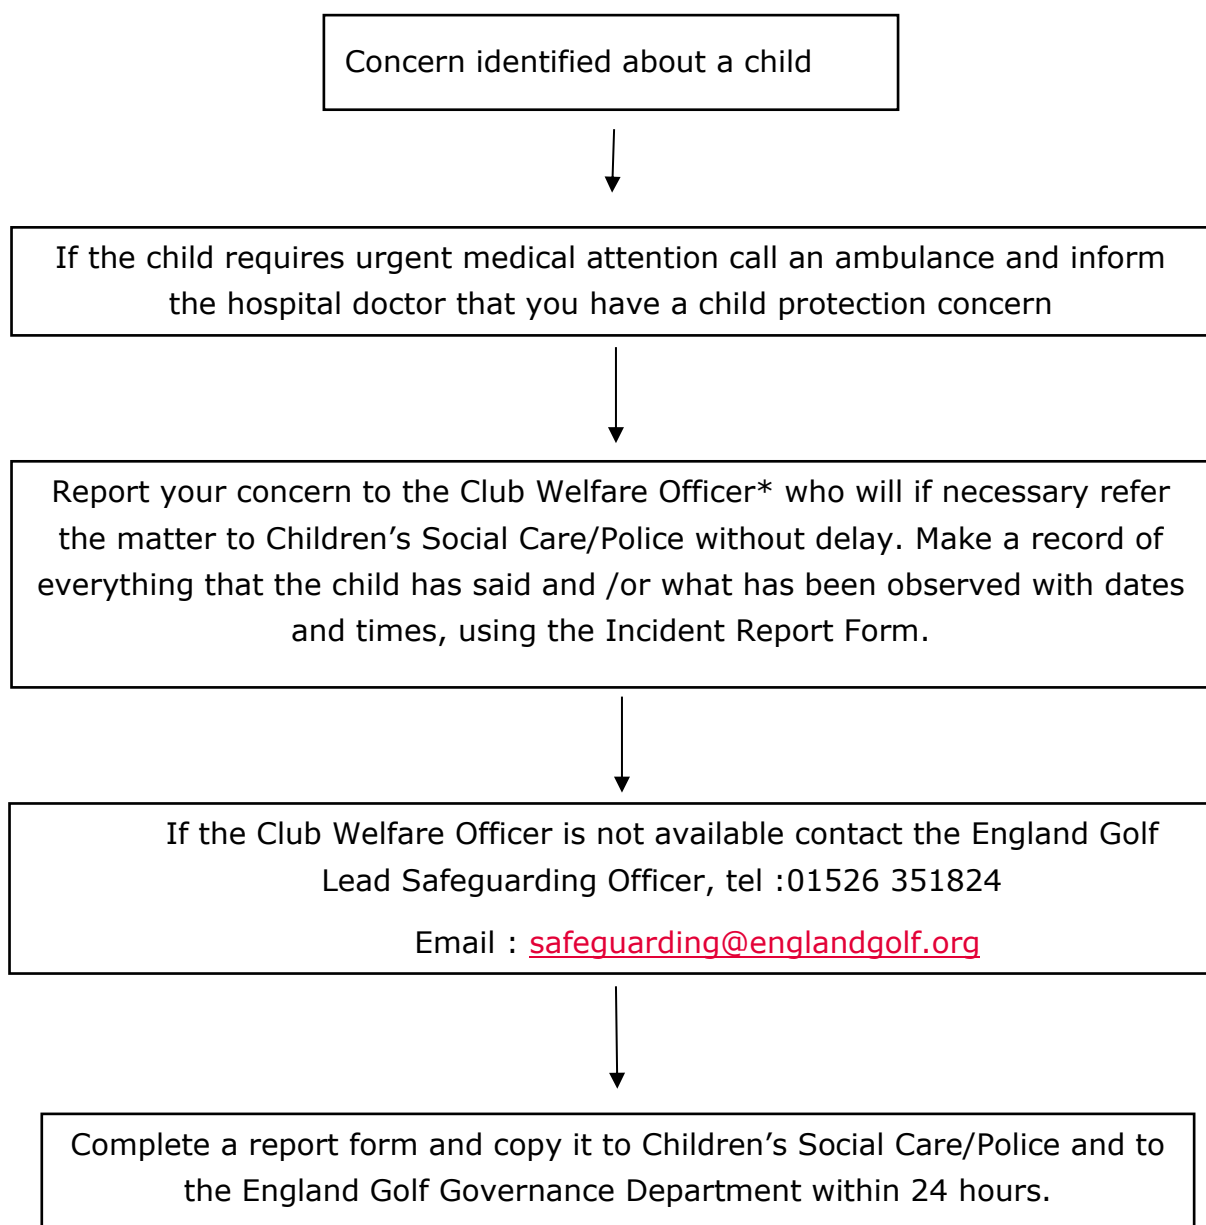 Concern identified about a child
If the child requires urgent medical attention call an ambulance and inform
the hospital doctor that you have a child protection concern
Report your concern to the Club Welfare Officer* who will if necessary refer
the matter to Children’s Social Care/Police without delay. Make a record of
everything that the child has said and /or what has been observed with dates
and times, using the Incident Report Form.
If the Club Welfare Officer is not available contact the England Golf
Lead Safeguarding Officer, tel :01526 351824
Email : safeguarding@englandgolf.org
Complete a report form and copy it to Children’s Social Care/Police and to
the England Golf Governance Department within 24 hours.